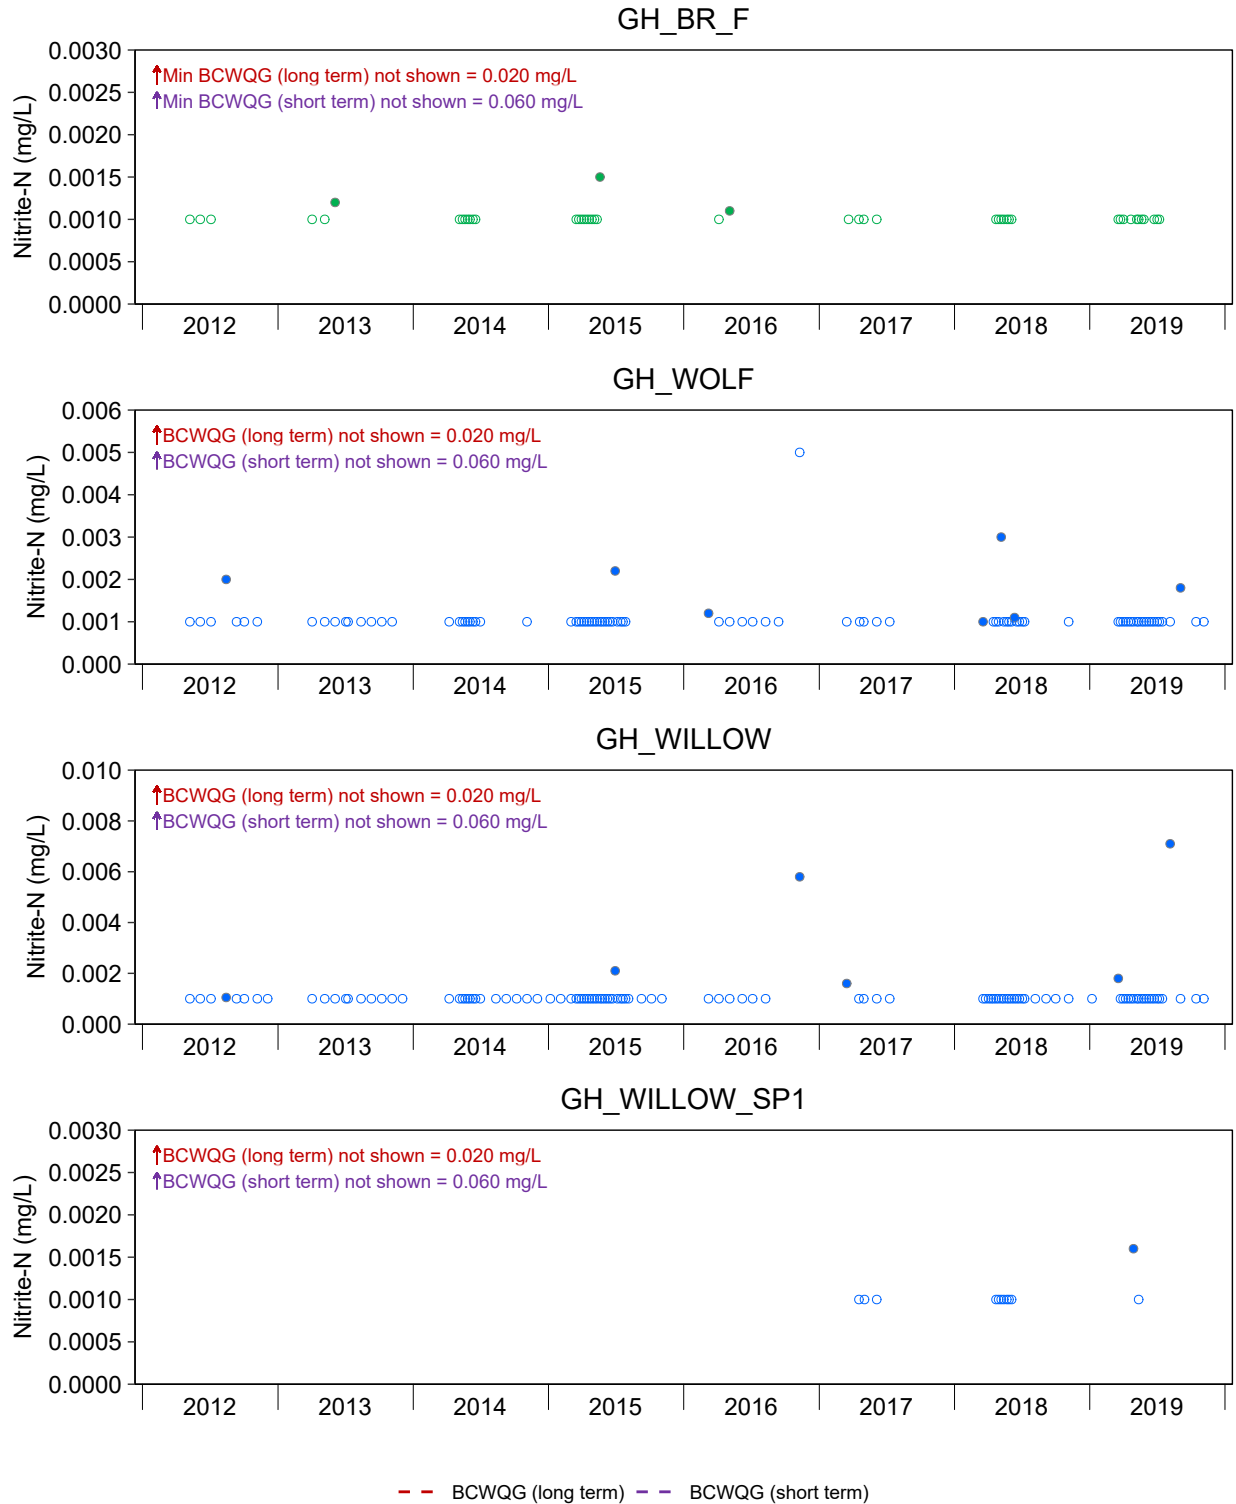 GH_BR_F
0.0030
0.0025
0.0020
0.0015
0.0010
0.0005
0.0000
Nitrite-N (mg/L)
Min BCWQG (long term) not shown = 0.020 mg/L
Min BCWQG (short term) not shown = 0.060 mg/L
2012 2013 2014 2015 2016 2017 2018 2019
GH_WOLF
0.006
0.005
0.004
0.003
0.002
0.001
0.000
Nitrite-N (mg/L)
BCWQG (long term) not shown = 0.020 mg/L
BCWQG (short term) not shown = 0.060 mg/L
2012 2013 2014 2015 2016 2017 2018 2019
GH_WILLOW
0.010
0.008
0.006
0.004
0.002
0.000
Nitrite-N (mg/L)
BCWQG (long term) not shown = 0.020 mg/L
BCWQG (short term) not shown = 0.060 mg/L
2012 2013 2014 2015 2016 2017 2018 2019
GH_WILLOW_SP1
0.0030
0.0025
0.0020
0.0015
0.0010
0.0005
0.0000
Nitrite-N (mg/L)
BCWQG (long term) not shown = 0.020 mg/L
BCWQG (short term) not shown = 0.060 mg/L
2012 2013 2014 2015 2016 2017 2018 2019
BCWQG (long term) BCWQG (short term)